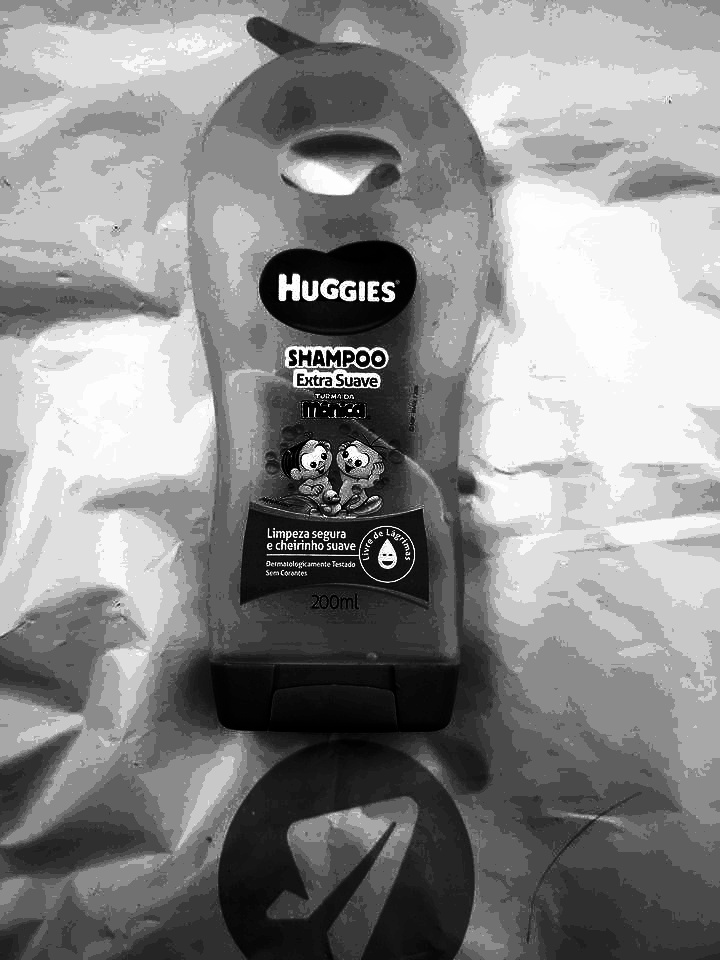 HUGGIES
SHAMPOO
Extra Suave
TURMA DA
Mônica
Limpeza segura
e cheirinho suave
Dermatologicamente Testado
Sem Corantes
Livre de Lágrimas
200ml